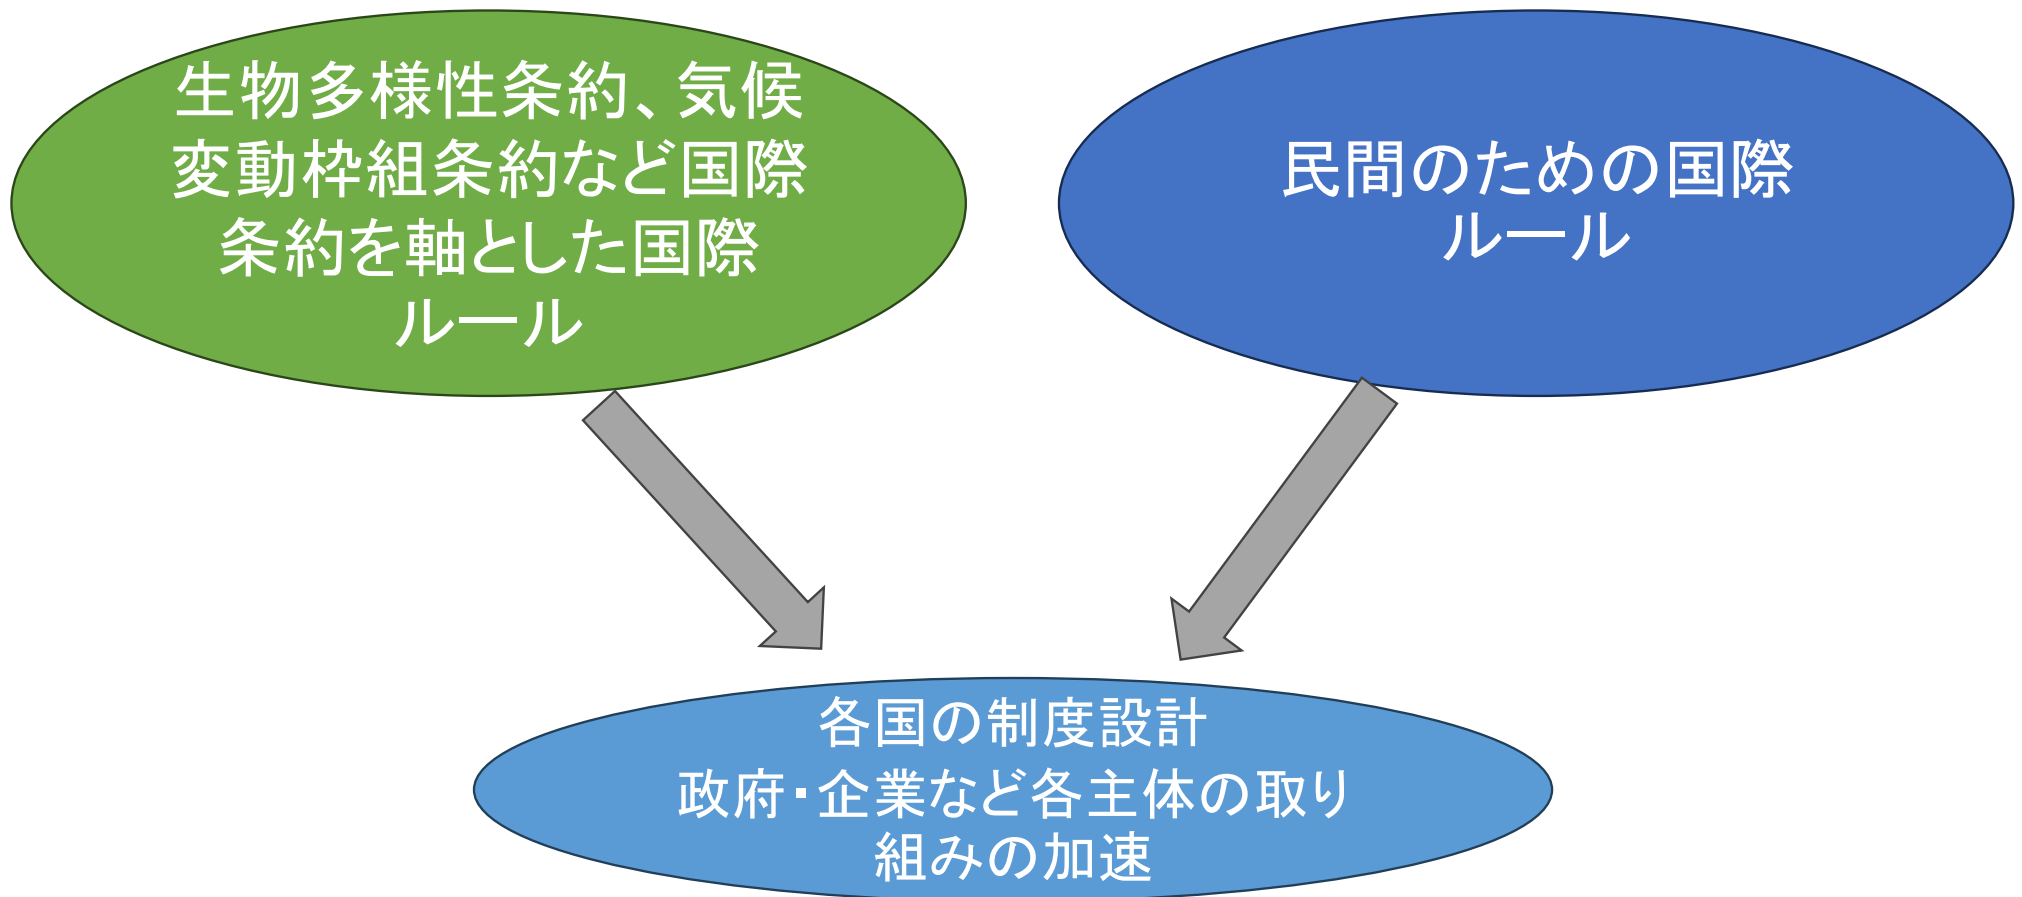 生物多様性条約、気候
変動枠組条約など国際
条約を軸とした国際
ルール
民間のための国際
ルール
各国の制度設計
政府・企業など各主体の取り
組みの加速